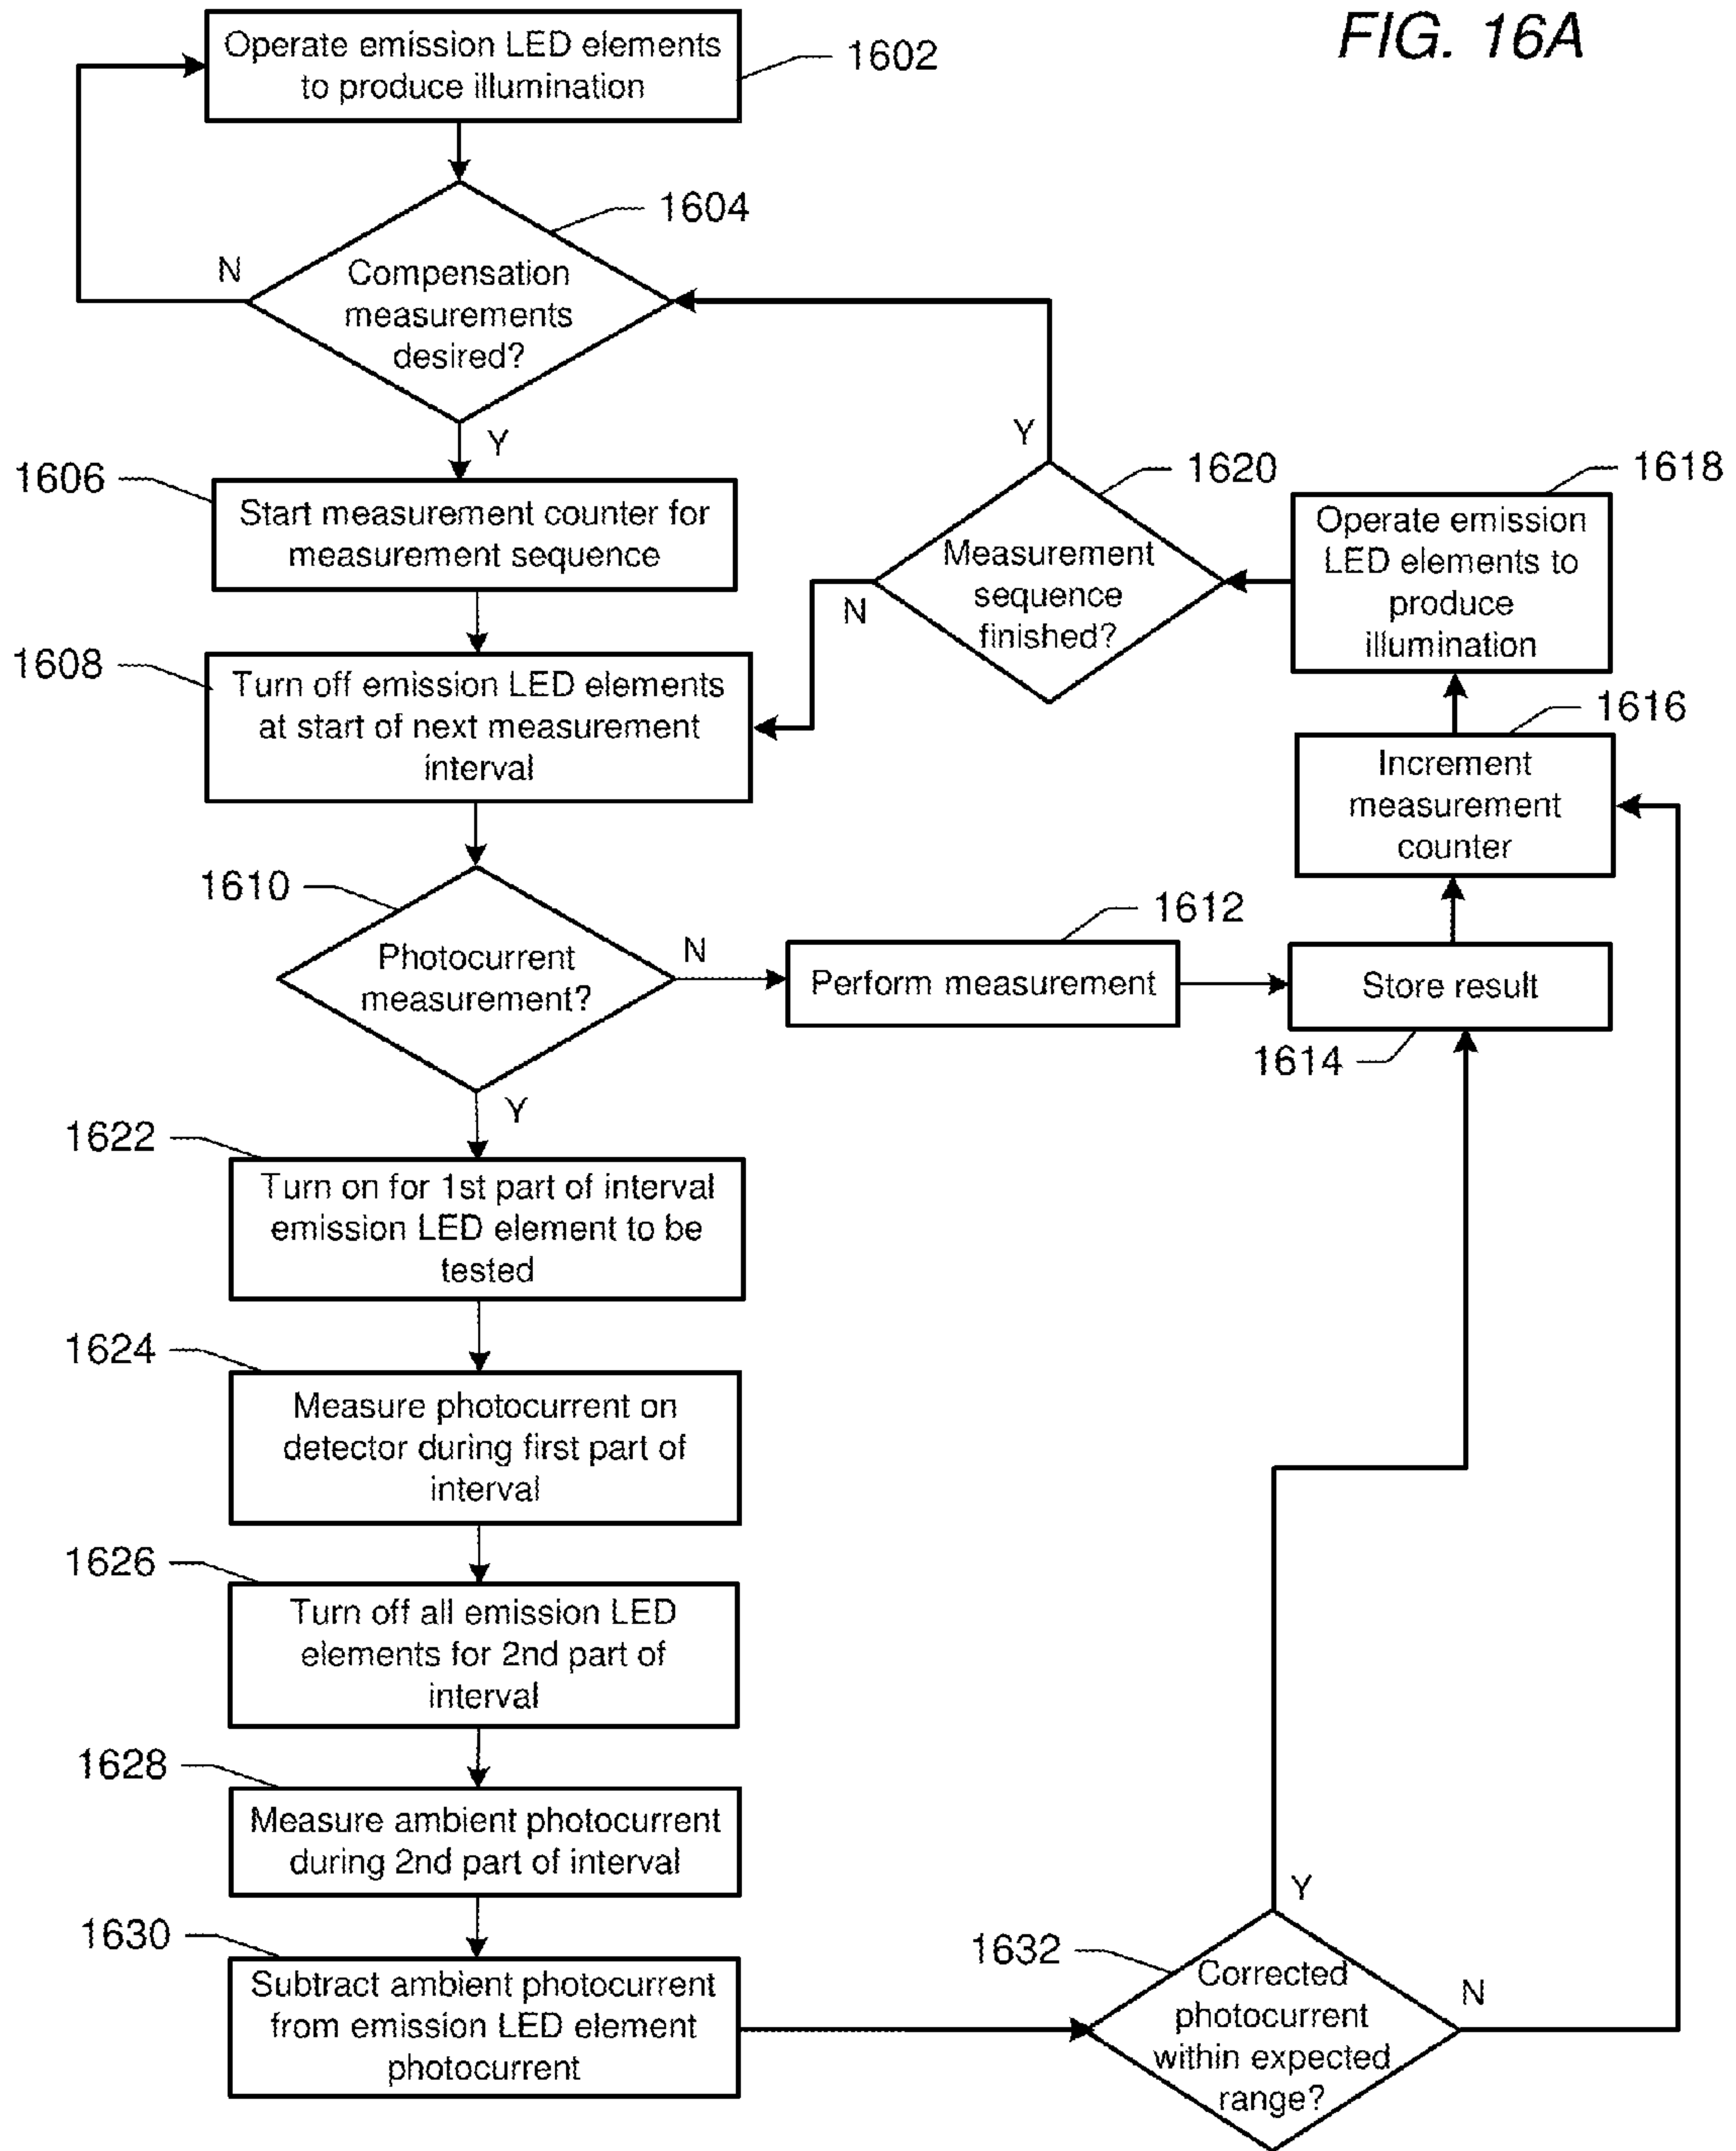 FIG. 16A
Operate emission LED elements
to produce illumination
1602
1604
Compensation
measurements
desired?
N
Y
1606
Start measurement counter for
measurement sequence
1608
Turn off emission LED elements
at start of next measurement
interval
1610
Photocurrent
measurement?
N
Y
1612
Perform measurement
Store result
1614
1616
Increment
measurement
counter
1618
Operate emission
LED elements to
produce
illumination
1620
Measurement
sequence
finished?
Y
N
1622
Turn on for 1st part of interval
emission LED element to be
tested
1624
Measure photocurrent on
detector during first part of
interval
1626
Turn off all emission LED
elements for 2nd part of
interval
1628
Measure ambient photocurrent
during 2nd part of interval
1630
Subtract ambient photocurrent
from emission LED element
photocurrent
1632
Corrected
photocurrent
within expected
range?
Y
N